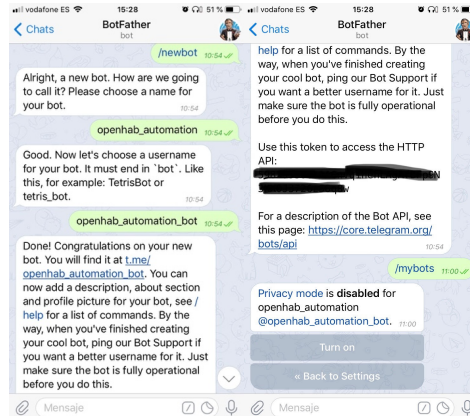 vodafone ES 15:28 51 %
Chats
BotFather
bot
/newbot 10:54
Alright, a new bot. How are we going
to call it? Please choose a name for
your bot. 10:54
openhab_automation 10:54
Good. Now let's choose a username
for your bot. It must end in `bot`. Like
this, for example: TetrisBot or
tetris_bot. 10:54
openhab_automation_bot 10:54
Done! Congratulations on your new
bot. You will find it at t.me/
openhab_automation_bot. You can
now add a description, about section
and profile picture for your bot, see /
help for a list of commands. By the
way, when you've finished creating
your cool bot, ping our Bot Support if
you want a better username for it. Just
make sure the bot is fully operational
before you do this.
Mensaje
vodafone ES 15:28 51 %
Chats
BotFather
bot
help for a list of commands. By the
way, when you've finished creating
your cool bot, ping our Bot Support if
you want a better username for it. Just
make sure the bot is fully operational
before you do this.
Use this token to access the HTTP
API:
For a description of the Bot API, see
this page: https://core.telegram.org/
bots/api 10:54
/mybots 11:00
Privacy mode is disabled for
openhab_automation
@openhab_automation_bot. 11:00
Turn on
« Back to Settings
Mensaje